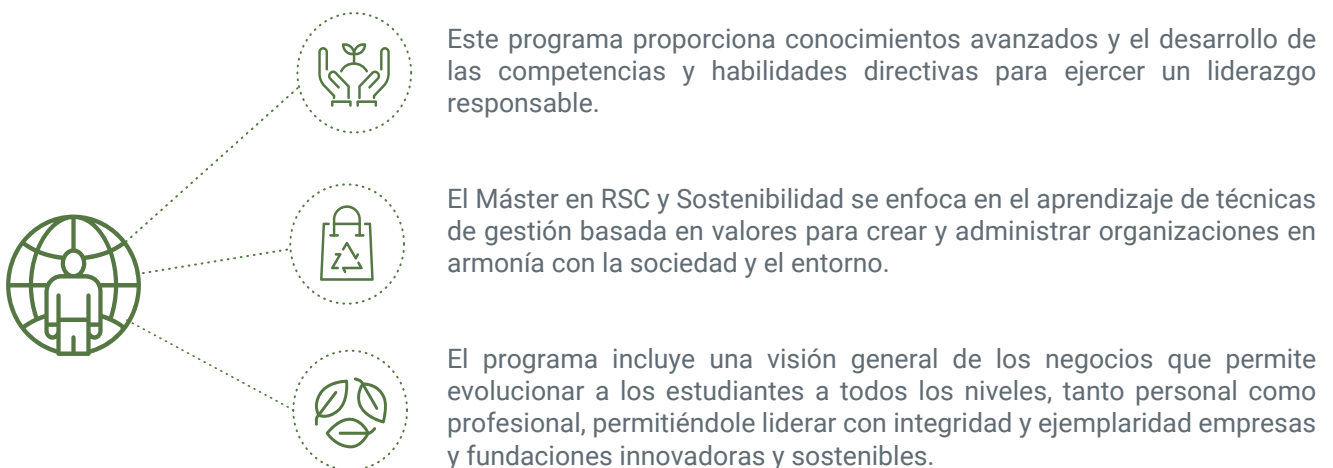 Este programa proporciona conocimientos avanzados y el desarrollo de
las competencias y habilidades directivas para ejercer un liderazgo
responsable.
El Máster en RSC y Sostenibilidad se enfoca en el aprendizaje de técnicas
de gestión basada en valores para crear y administrar organizaciones en
armonía con la sociedad y el entorno.
El programa incluye una visión general de los negocios que permite
evolucionar a los estudiantes a todos los niveles, tanto personal como
profesional, permitiéndole liderar con integridad y ejemplaridad empresas
y fundaciones innovadoras y sostenibles.